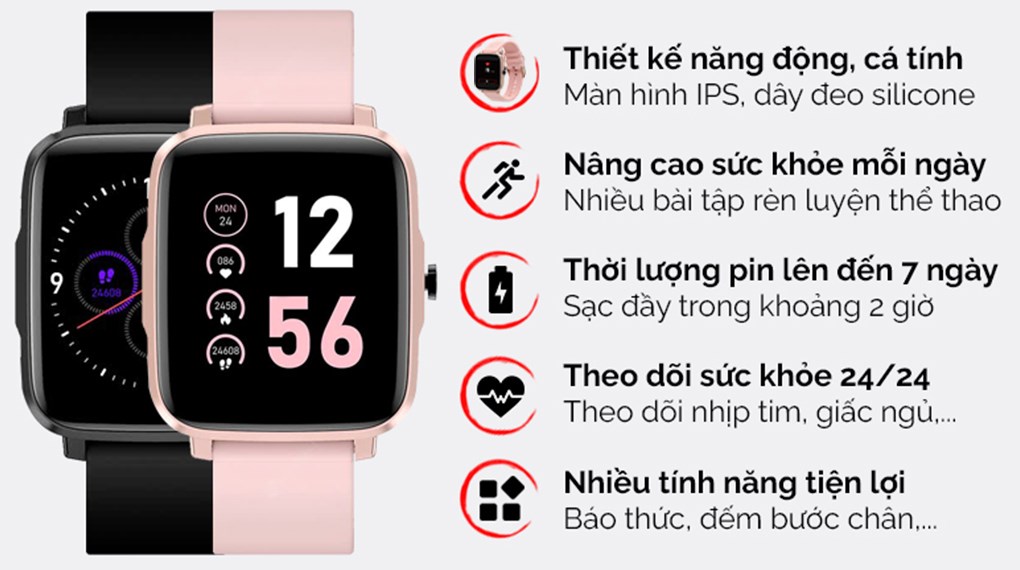 9
1
24608
MON
24
086
2458
24608
12
56
Thiết kế năng động, cá tính
Màn hình IPS, dây đeo silicone
Nâng cao sức khỏe mỗi ngày
Nhiều bài tập rèn luyện thể thao
Thời lượng pin lên đến 7 ngày
Sạc đầy trong khoảng 2 giờ
Theo dõi sức khỏe 24/24
Theo dõi nhịp tim, giấc ngủ,...
Nhiều tính năng tiện lợi
Báo thức, đếm bước chân,...